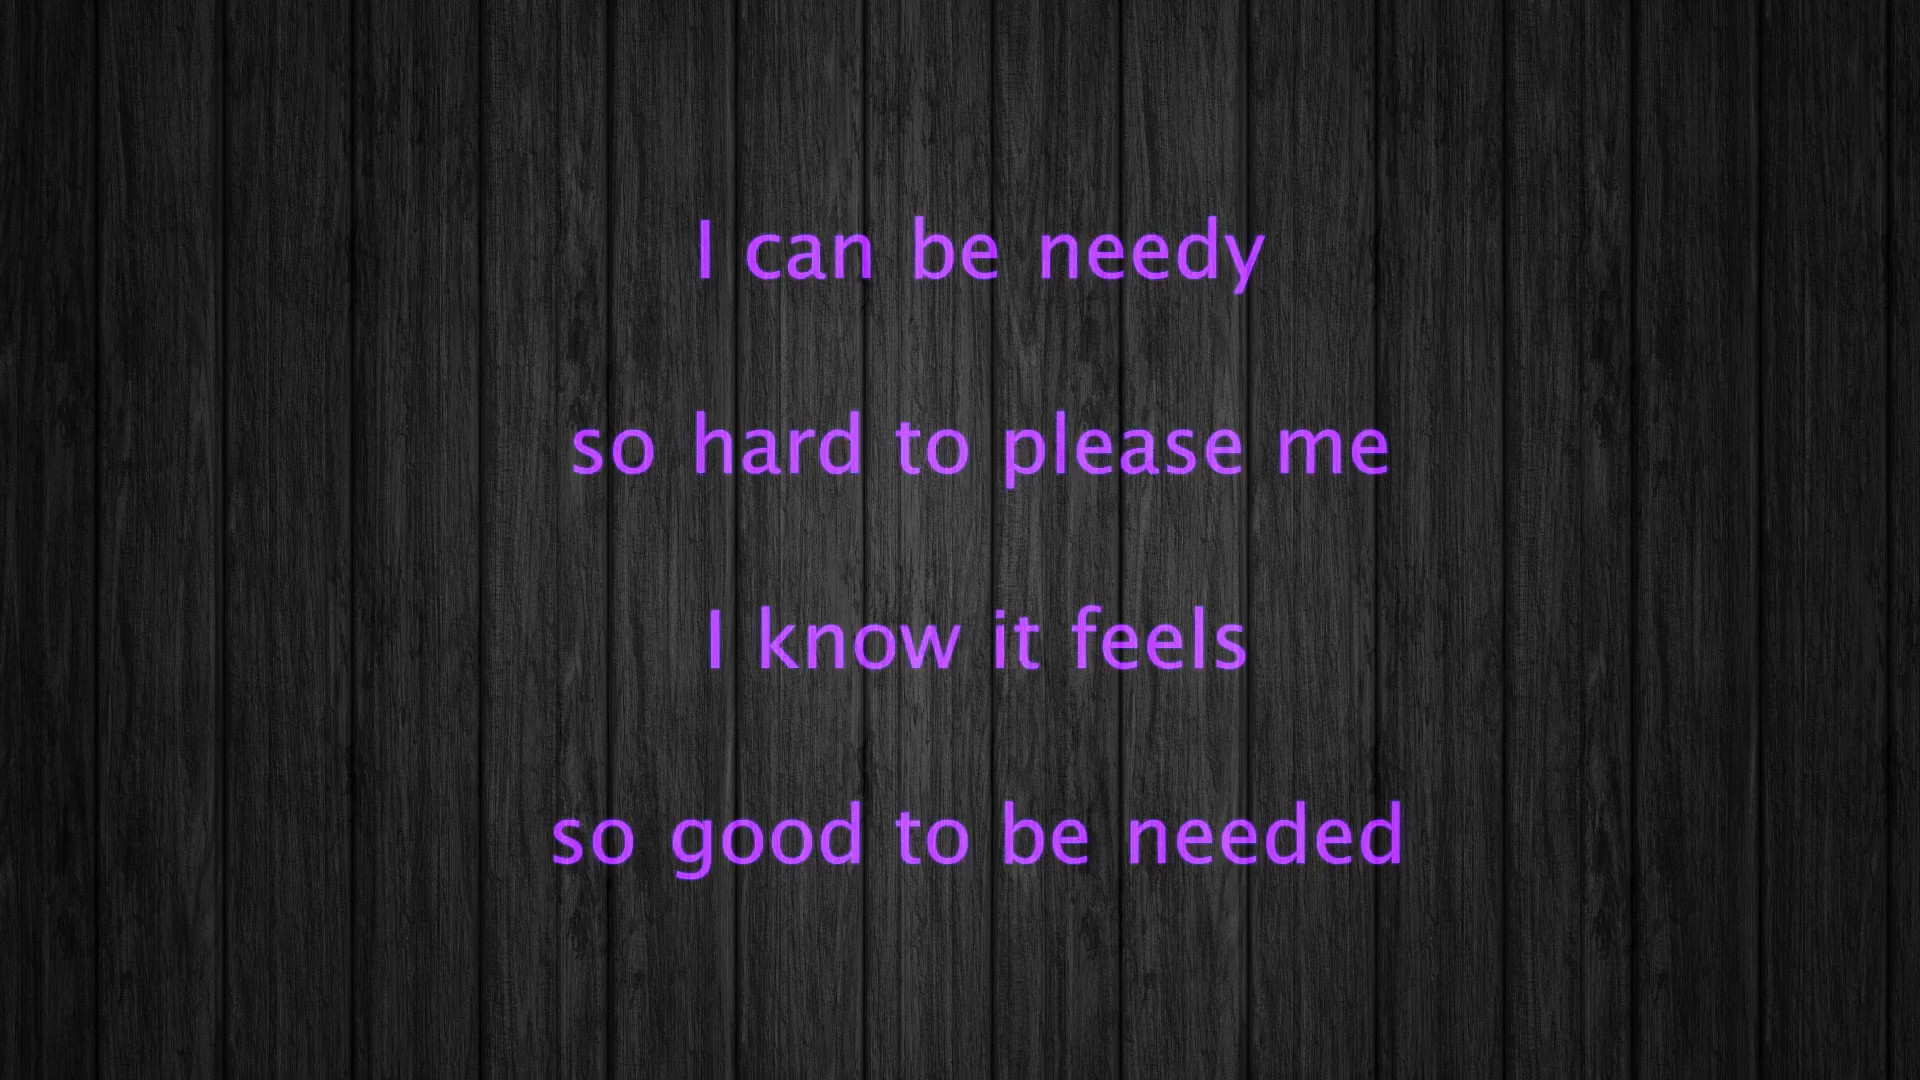 I can be needy
so hard to please me
I know it feels
so good to be needed